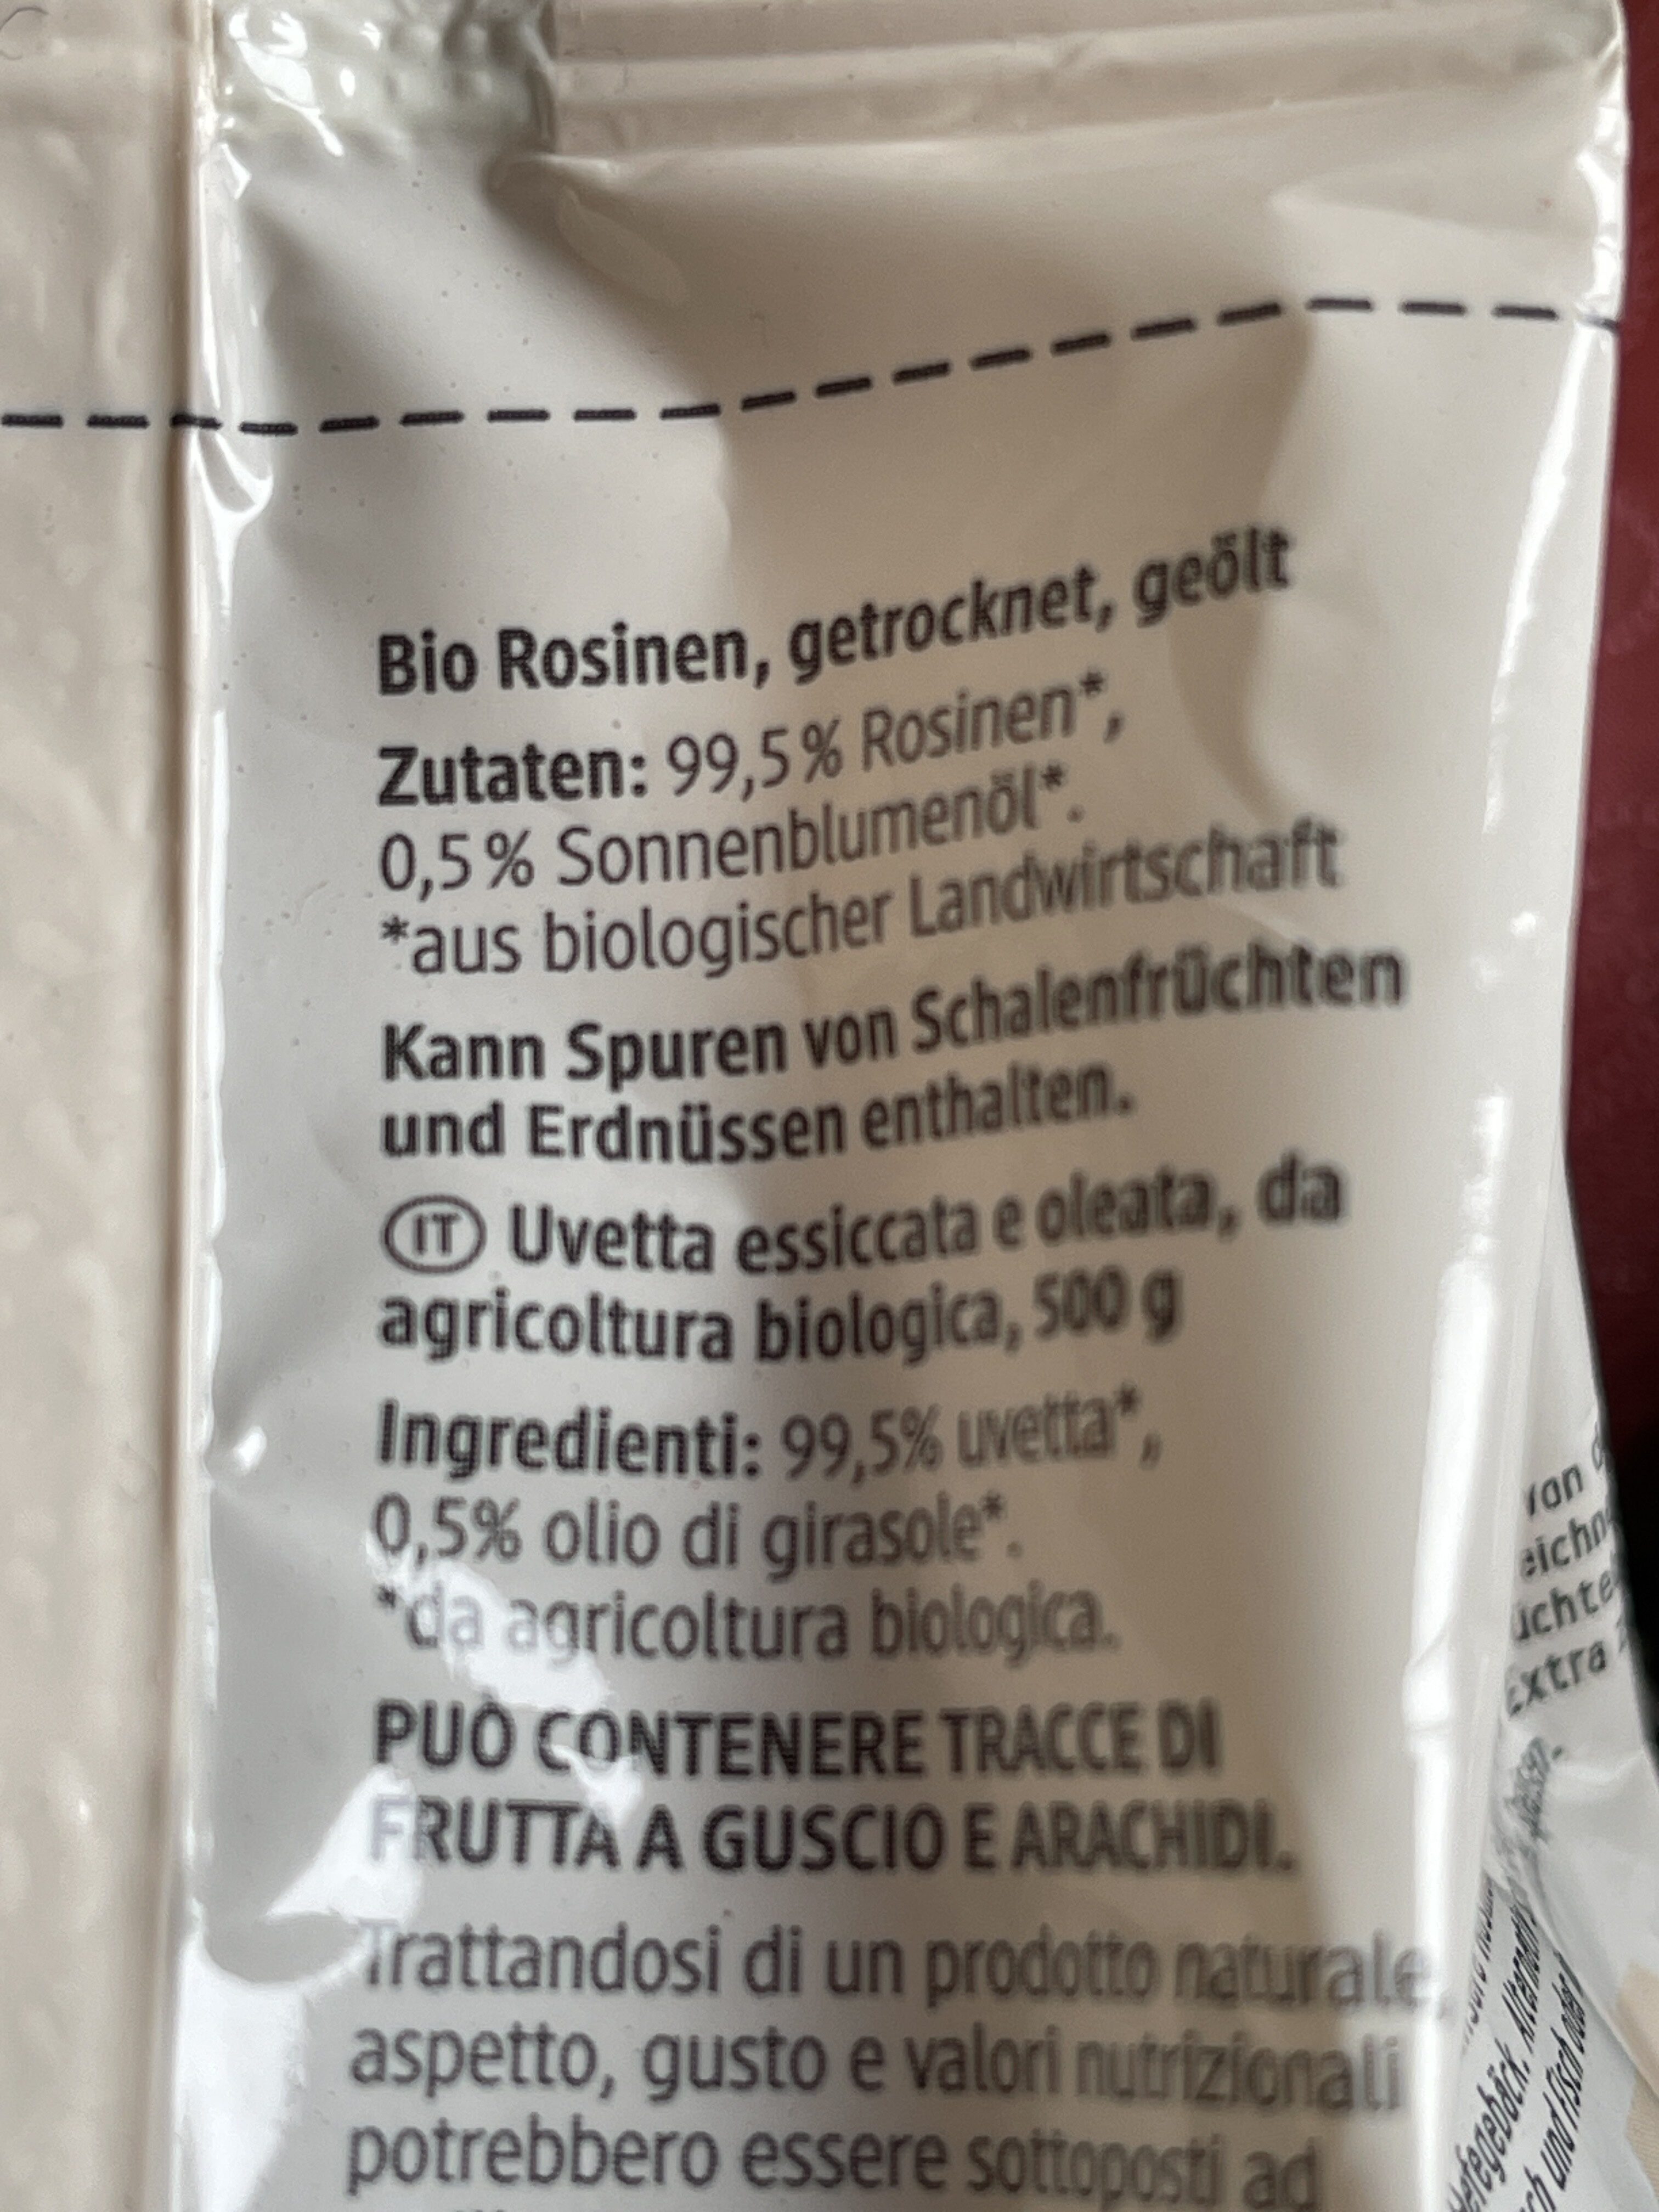 Bio Rosinen, getrocknet, geölt
Zutaten: 99,5% Rosinen*,
0,5% Sonnenblumenöl*.
*aus biologischer Landwirtschaft
Kann Spuren von Schalenfrüchten
und Erdnüssen enthalten.
IT Uvetta essiccata e oleata, da
agricoltura biologica, 500 g
Ingredienti: 99,5% uvetta*,
0,5% olio di girasole*.
*da agricoltura biologica.
PUÒ CONTENERE TRACCE DI
FRUTTA A GUSCIO E ARACHIDI.
Trattandosi di un prodotto naturale,
aspetto, gusto e valori nutrizionali
potrebbero essere sottoposti ad